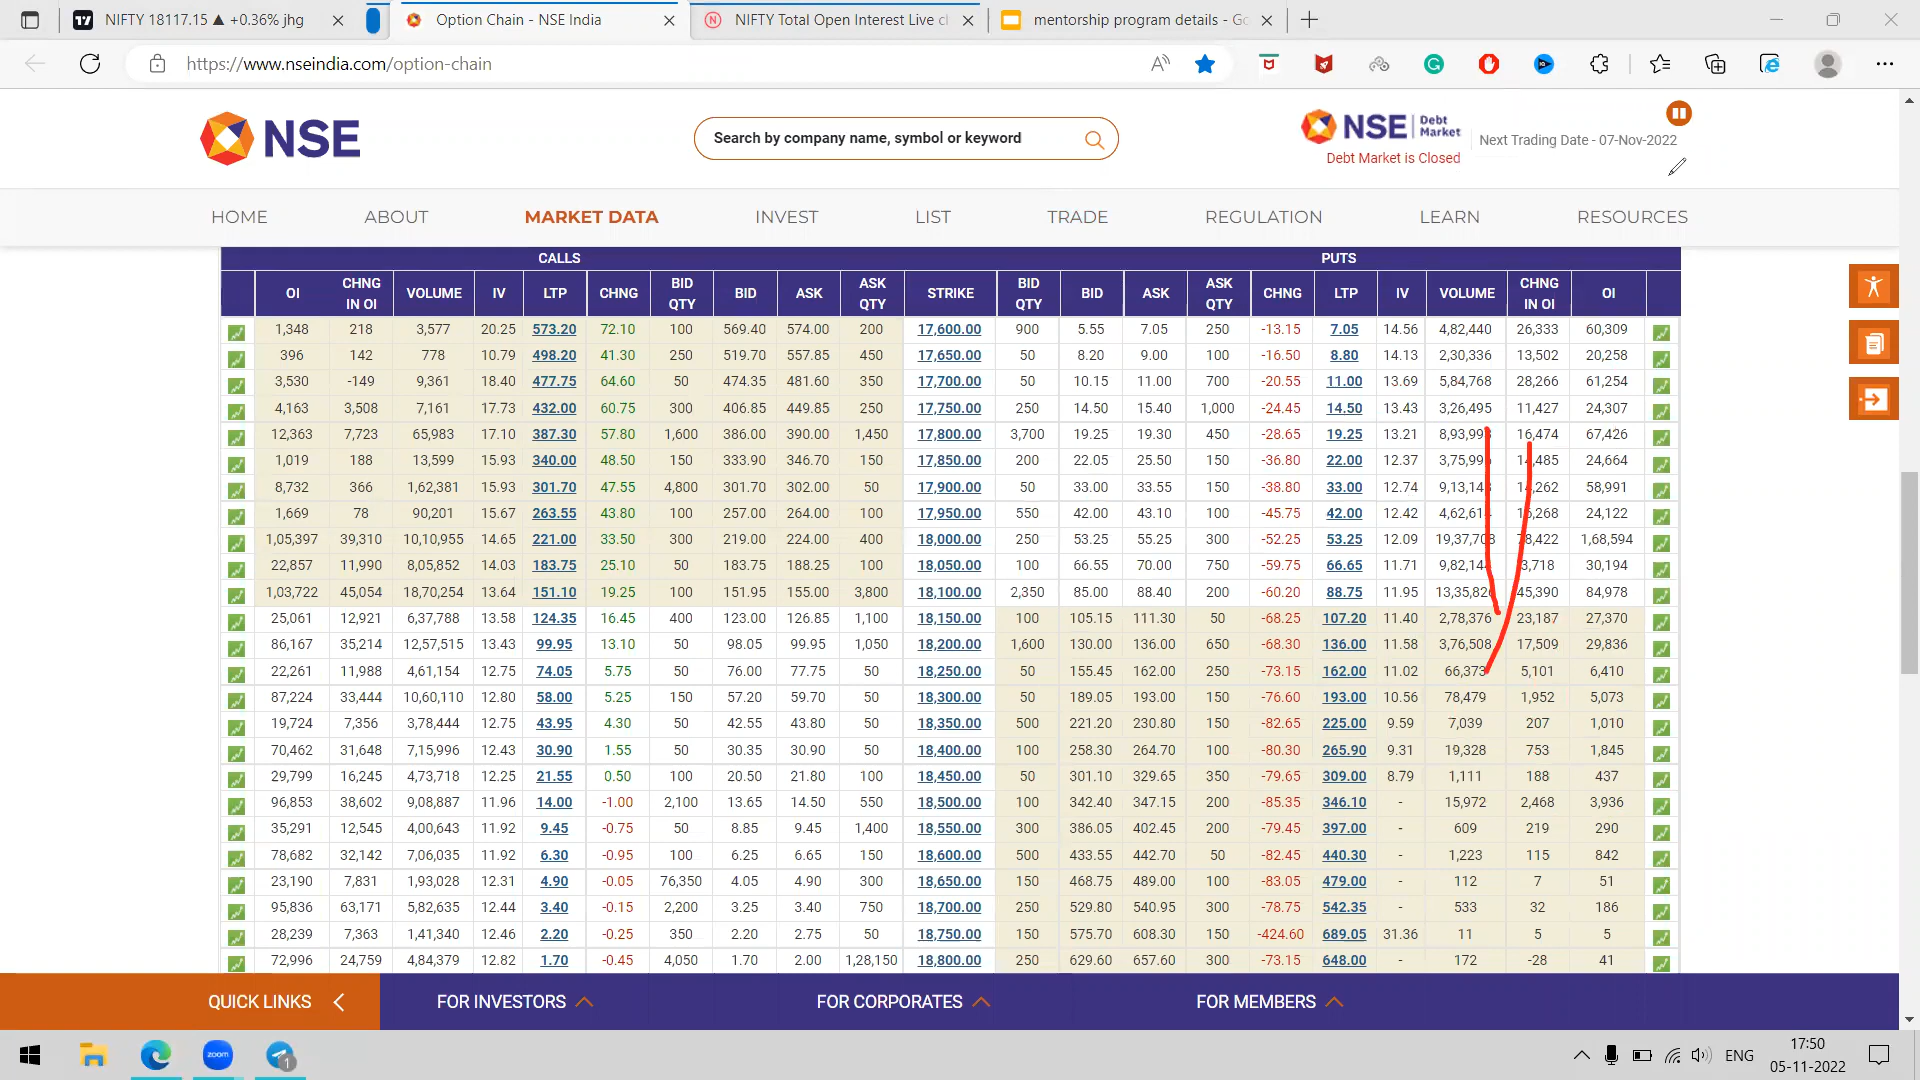 NIFTY 18117.15 ▲ +0.36% jhg
Option Chain - NSE India
NIFTY Total Open Interest Live c
mentorship program details - Go
https://www.nseindia.com/option-chain
NSE
Search by company name, symbol or keyword
NSE Debt Market
Debt Market is Closed
Next Trading Date - 07-Nov-2022
HOME ABOUT MARKET DATA INVEST LIST TRADE REGULATION LEARN RESOURCES
CALLS PUTS
OI CHNG IN OI VOLUME IV LTP CHNG BID QTY BID ASK ASK QTY STRIKE BID QTY BID ASK ASK QTY CHNG LTP IV VOLUME CHNG IN OI OI
1,348 218 3,577 20.25 573.20 72.10 100 569.40 574.00 200 17,600.00 900 5.55 7.05 250 -13.15 7.05 14.56 4,82,440 26,333 60,309
396 142 778 10.79 498.20 41.30 250 519.70 557.85 450 17,650.00 50 8.20 9.00 100 -16.50 8.80 14.13 2,30,336 13,502 20,258
3,530 -149 9,361 18.40 477.75 64.60 50 474.35 481.60 350 17,700.00 50 10.15 11.00 700 -20.55 11.00 13.69 5,84,768 28,266 61,254
4,163 3,508 7,161 17.73 432.00 60.75 300 406.85 449.85 250 17,750.00 250 14.50 15.40 1,000 -24.45 14.50 13.43 3,26,495 11,427 24,307
12,363 7,723 65,983 17.10 387.30 57.80 1,600 386.00 390.00 1,450 17,800.00 3,700 19.25 19.30 450 -28.65 19.25 13.21 16,474 67,426
1,019 188 13,599 15.93 340.00 48.50 150 333.90 346.70 150 17,850.00 200 22.05 25.50 150 -36.80 22.00 12.37 24,664
8,732 366 1,62,381 15.93 301.70 47.55 4,800 301.70 302.00 50 17,900.00 50 33.00 33.55 150 -38.80 33.00 12.74 58,991
1,669 78 90,201 15.67 263.55 43.80 100 257.00 264.00 100 17,950.00 550 42.00 43.10 100 -45.75 42.00 12.42 24,122
1,05,397 39,310 10,10,955 14.65 221.00 33.50 300 219.00 224.00 400 18,000.00 250 53.25 55.25 300 -52.25 53.25 12.09 78,422 1,68,594
22,857 11,990 8,05,852 14.03 183.75 25.10 50 183.75 188.25 100 18,050.00 100 66.55 70.00 750 -59.75 66.65 11.71 30,194
1,03,722 45,054 18,70,254 13.64 151.10 19.25 100 151.95 155.00 3,800 18,100.00 2,350 85.00 88.40 200 -60.20 88.75 11.95 45,390 84,978
25,061 12,921 6,37,788 13.58 124.35 16.45 400 123.00 126.85 1,100 18,150.00 100 105.15 111.30 50 -68.25 107.20 11.40 2,78,376 23,187 27,370
86,167 35,214 12,57,515 13.43 99.95 13.10 50 98.05 99.95 1,050 18,200.00 1,600 130.00 136.00 650 -68.30 136.00 11.58 3,76,508 17,509 29,836
22,261 11,988 4,61,154 12.75 74.05 5.75 50 76.00 77.75 50 18,250.00 50 155.45 162.00 250 -73.15 162.00 11.02 66,373 5,101 6,410
87,224 33,444 10,60,110 12.80 58.00 5.25 150 57.20 59.70 50 18,300.00 50 189.05 193.00 150 -76.60 193.00 10.56 78,479 1,952 5,073
19,724 7,356 3,78,444 12.75 43.95 4.30 50 42.55 43.80 50 18,350.00 500 221.20 230.80 150 -82.65 225.00 9.59 7,039 207 1,010
70,462 31,648 7,15,996 12.43 30.90 1.55 50 30.35 30.90 50 18,400.00 100 258.30 264.70 100 -80.30 265.90 9.31 19,328 753 1,845
29,799 16,245 4,73,718 12.25 21.55 0.50 100 20.50 21.80 100 18,450.00 50 301.10 329.65 350 -79.65 309.00 8.79 1,111 188 437
96,853 38,602 9,08,887 11.96 14.00 -1.00 2,100 13.65 14.50 550 18,500.00 100 342.40 347.15 200 -85.35 346.10 - 15,972 2,468 3,936
35,291 12,545 4,00,643 11.92 9.45 -0.75 50 8.85 9.45 1,400 18,550.00 300 386.05 402.45 200 -79.45 397.00 - 609 219 290
78,682 32,142 7,06,035 11.92 6.30 -0.95 100 6.25 6.65 150 18,600.00 500 433.55 442.70 50 -82.45 440.30 - 1,223 115 842
23,190 7,831 1,93,028 12.31 4.90 -0.05 76,350 4.05 4.90 300 18,650.00 150 468.75 489.00 100 -83.05 479.00 - 112 7 51
95,836 63,171 5,82,635 12.44 3.40 -0.15 2,200 3.25 3.40 750 18,700.00 250 529.80 540.95 300 -78.75 542.35 - 533 32 186
28,239 7,363 1,41,340 12.46 2.20 -0.25 350 2.20 2.75 50 18,750.00 150 575.70 608.30 150 -424.60 689.05 31.36 11 5 5
72,996 24,759 4,84,379 12.82 1.70 -0.45 4,050 1.70 2.00 1,28,150 18,800.00 250 629.60 657.60 300 -73.15 648.00 - 172 -28 41
QUICK LINKS FOR INVESTORS FOR CORPORATES FOR MEMBERS
zoom 1 ENG 17:50
05-11-2022